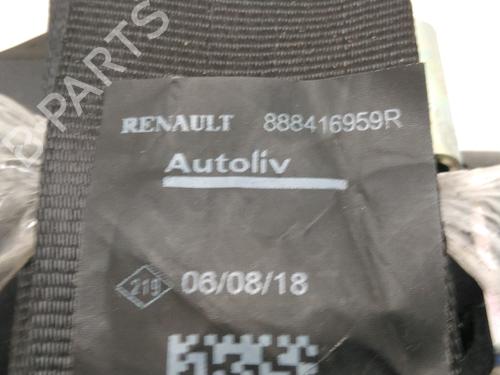 B-PARTS
RENAULT 888416959R
Autoliv
219 06/08/18